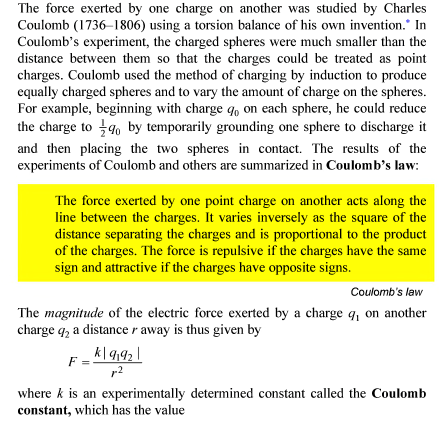 The force exerted by one charge on another was studied by Charles
Coulomb (1736–1806) using a torsion balance of his own invention.* In
Coulomb's experiment, the charged spheres were much smaller than the
distance between them so that the charges could be treated as point
charges. Coulomb used the method of charging by induction to produce
equally charged spheres and to vary the amount of charge on the spheres.
For example, beginning with charge q₀ on each sphere, he could reduce
the charge to ½q₀ by temporarily grounding one sphere to discharge it
and then placing the two spheres in contact. The results of the
experiments of Coulomb and others are summarized in Coulomb's law:
The force exerted by one point charge on another acts along the
line between the charges. It varies inversely as the square of the
distance separating the charges and is proportional to the product
of the charges. The force is repulsive if the charges have the same
sign and attractive if the charges have opposite signs.
Coulomb's law
The magnitude of the electric force exerted by a charge q₁ on another
charge q₂ a distance r away is thus given by
F = k|q₁q₂| / r²
where k is an experimentally determined constant called the Coulomb
constant, which has the value